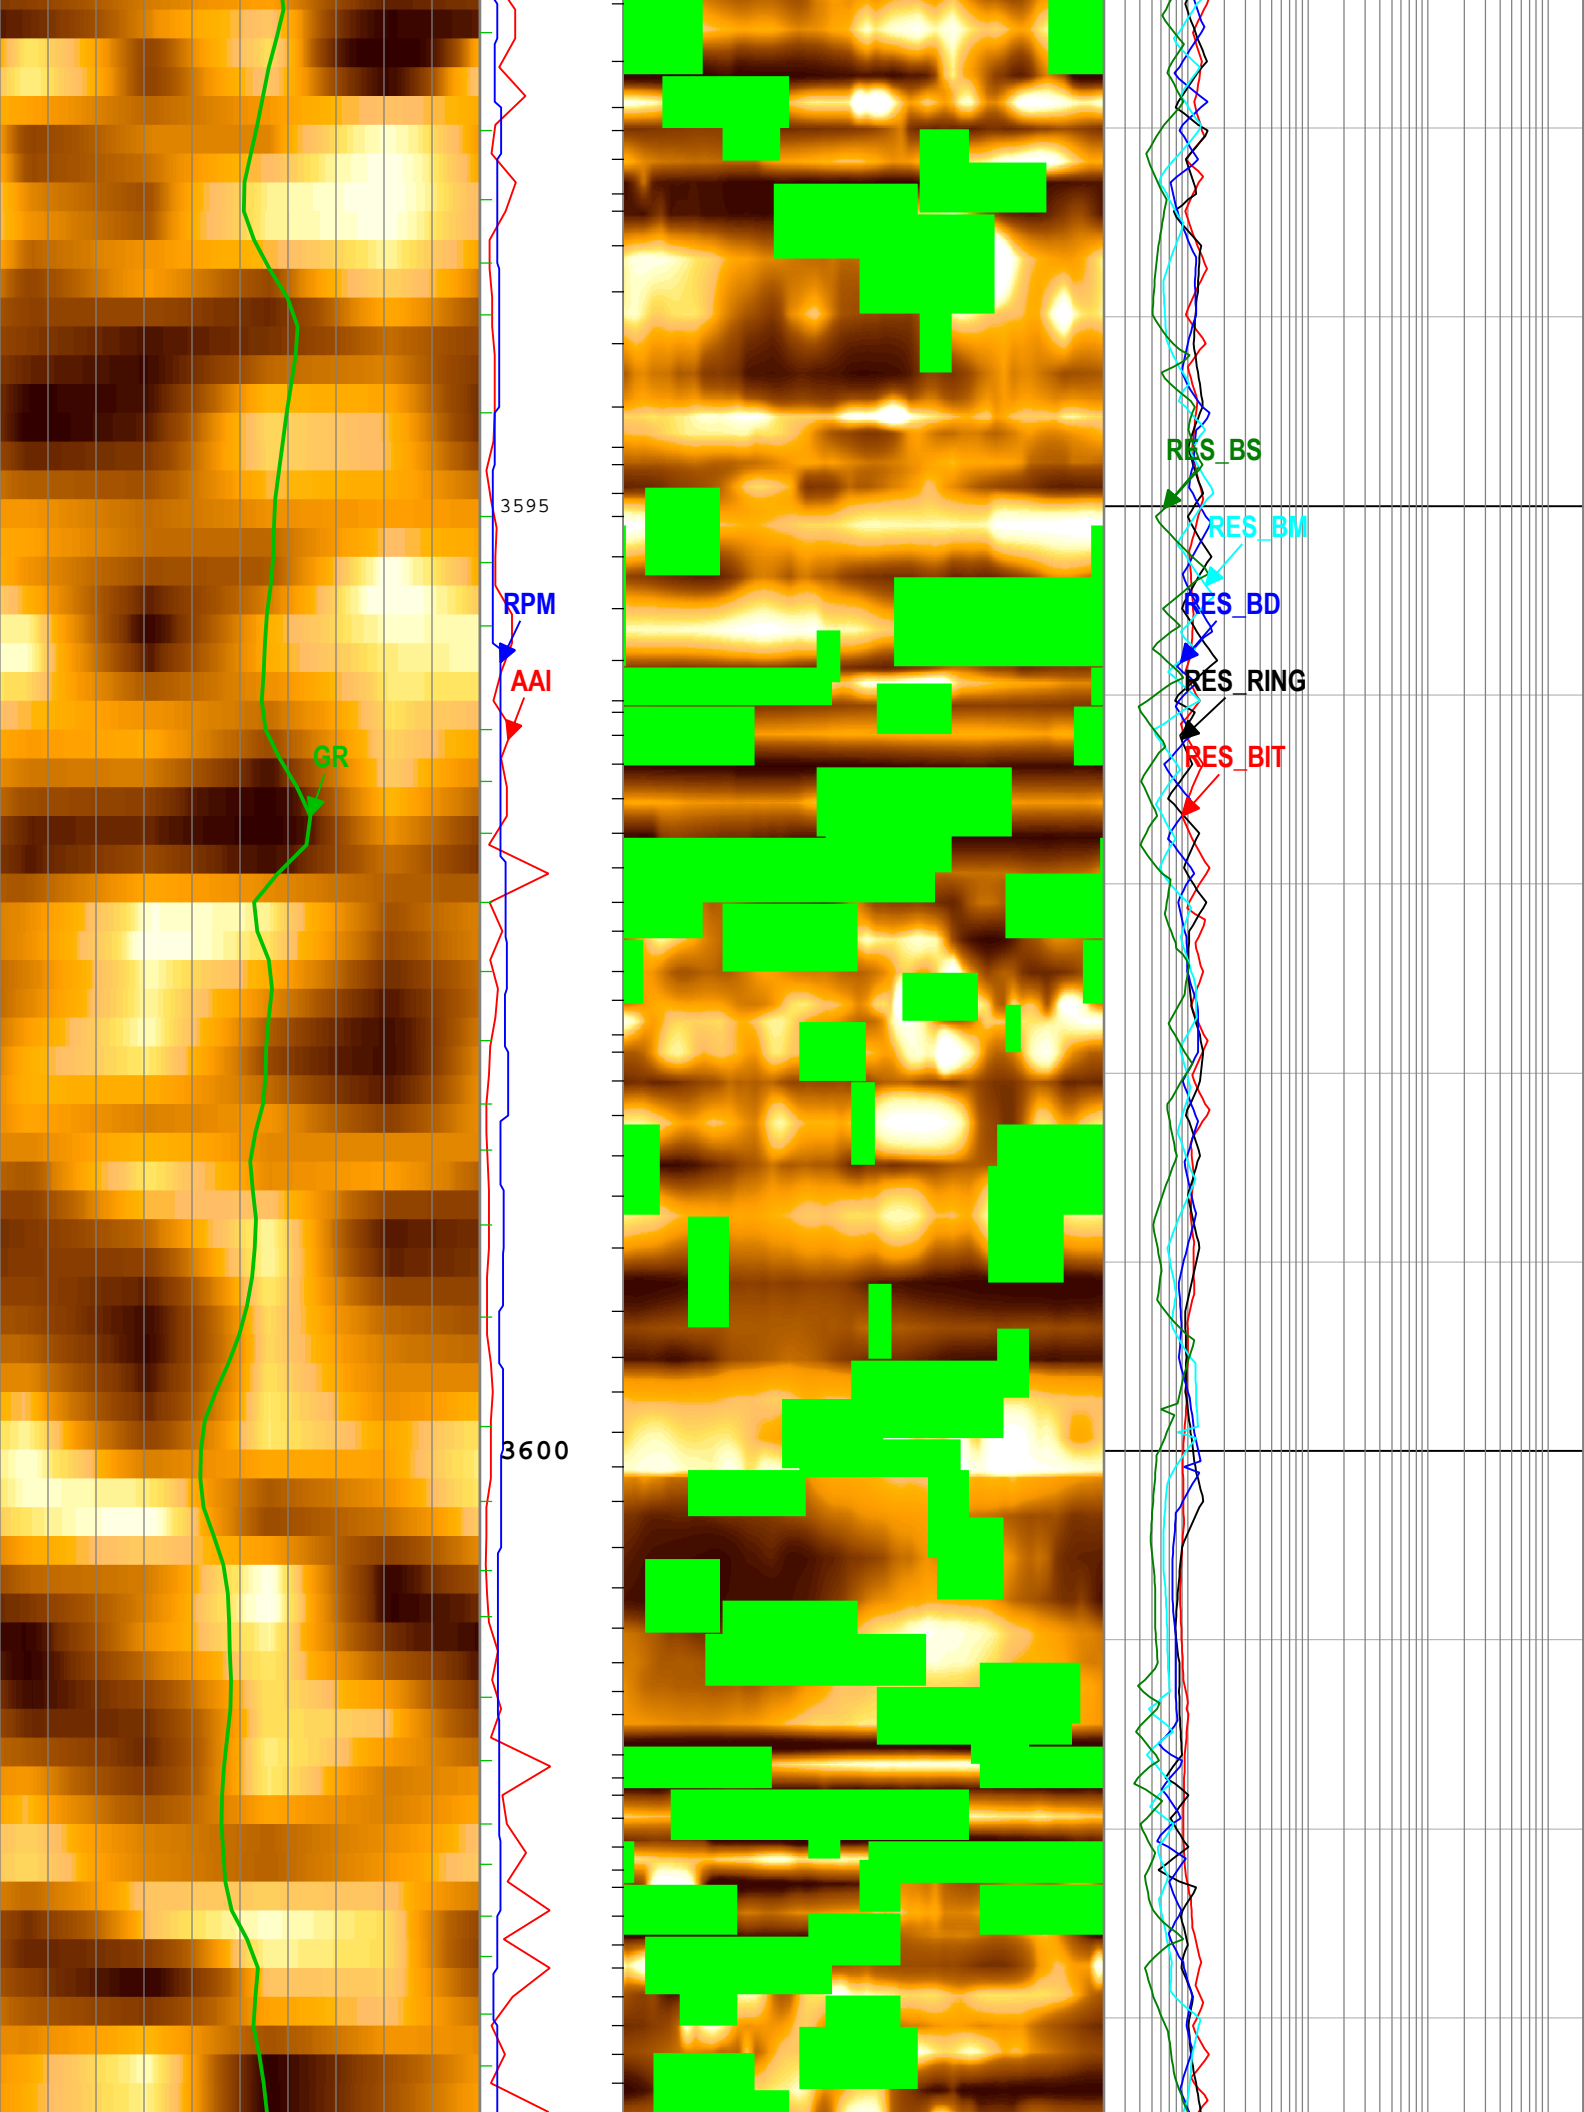 RES_BS
3595
RES_BM
RPM
RES_BD
AAI
RES_RING
GR
RES_BIT
3600